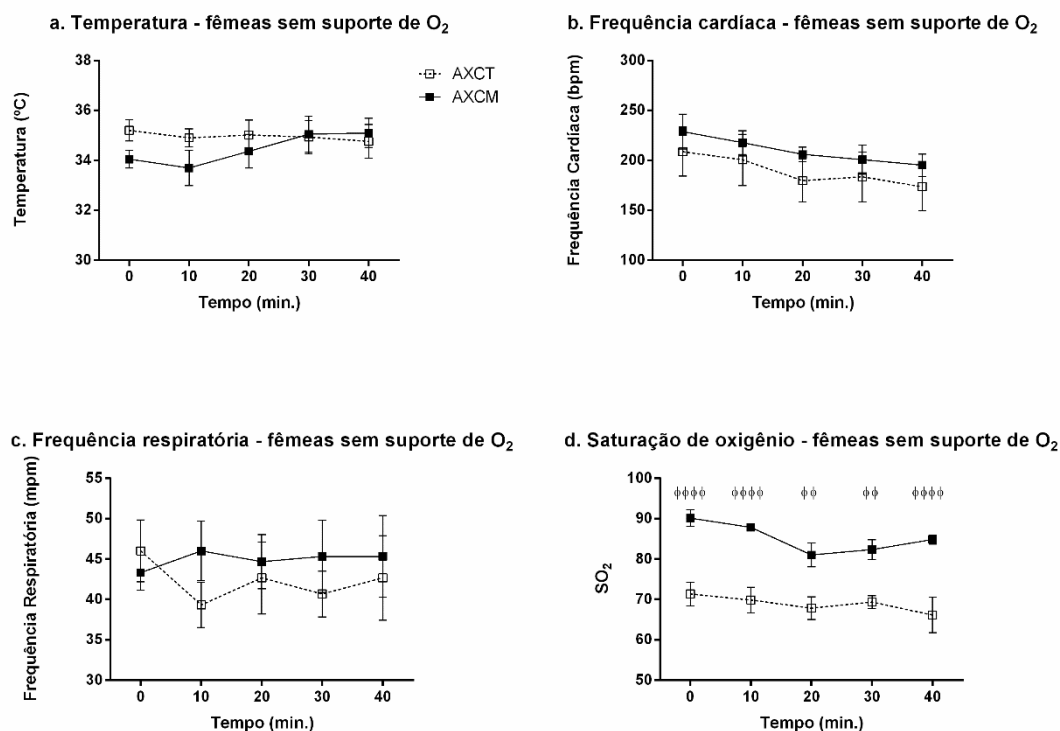 a. Temperatura - fêmeas sem suporte de O₂
Temperatura (ºC)
38
36
34
32
30
0 10 20 30 40
Tempo (min.)
AXCT
AXCM
b. Frequência cardíaca - fêmeas sem suporte de O₂
Frequência Cardíaca (bpm)
300
250
200
150
100
0 10 20 30 40
Tempo (min.)
c. Frequência respiratória - fêmeas sem suporte de O₂
Frequência Respiratória (mpm)
55
50
45
40
35
30
0 10 20 30 40
Tempo (min.)
d. Saturação de oxigênio - fêmeas sem suporte de O₂
SO₂
100
90
80
70
60
50
ϕϕϕϕ ϕϕϕϕ ϕϕ ϕϕ ϕϕϕϕ
0 10 20 30 40
Tempo (min.)